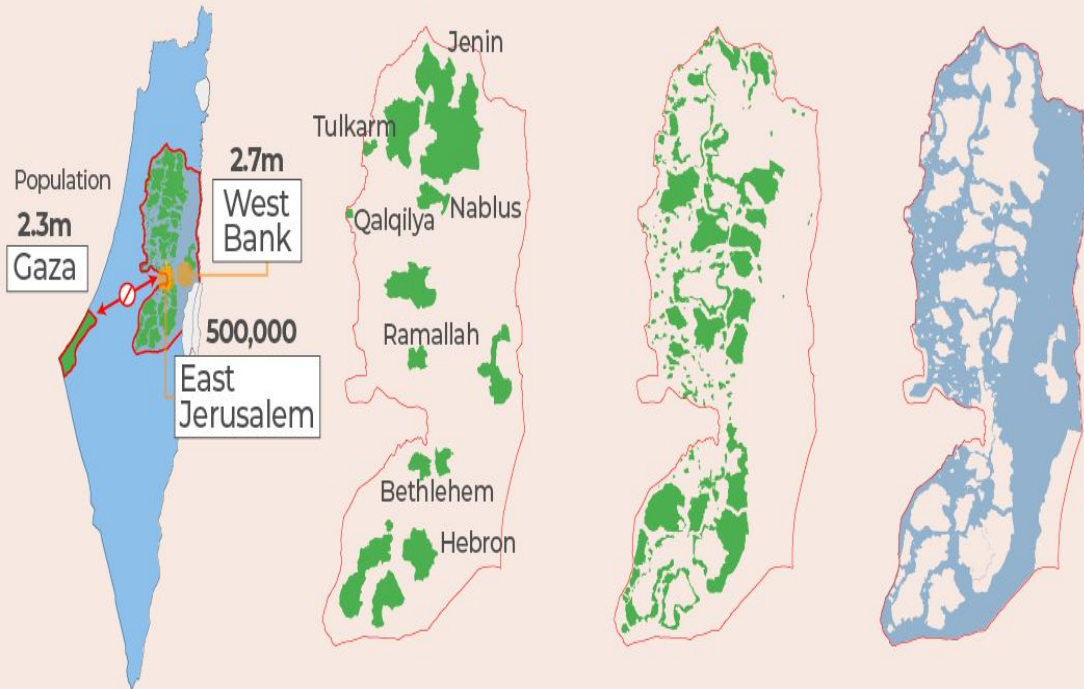 Population
2.3m
Gaza
2.7m
West
Bank
500,000
East
Jerusalem
Jenin
Tulkarm
Nablus
Qalqilya
Ramallah
Bethlehem
Hebron